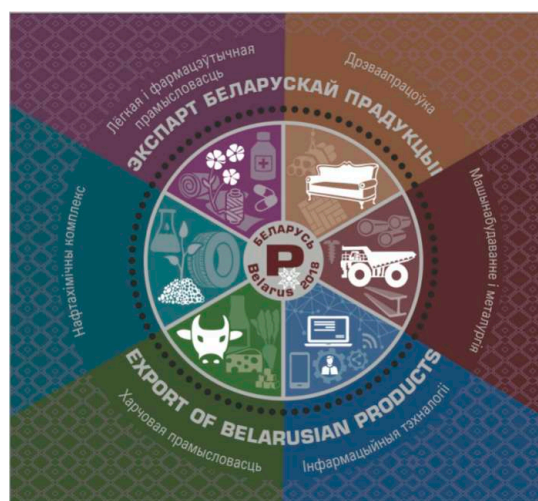 Лёгкая і фармацэўтычная
прамысловасць
Дрэваапрацоўка
ЭКСПАРТ БЕЛАРУСКАЙ ПРАДУКЦЫІ
Нафтахімічны комплекс
Машынабудаванне і металургія
БЕЛАРУСЬ
P
Belarus 2018
EXPORT OF BELARUSIAN PRODUCTS
Харчовая прамысловасць
Інфармацыйныя тэхналогіі